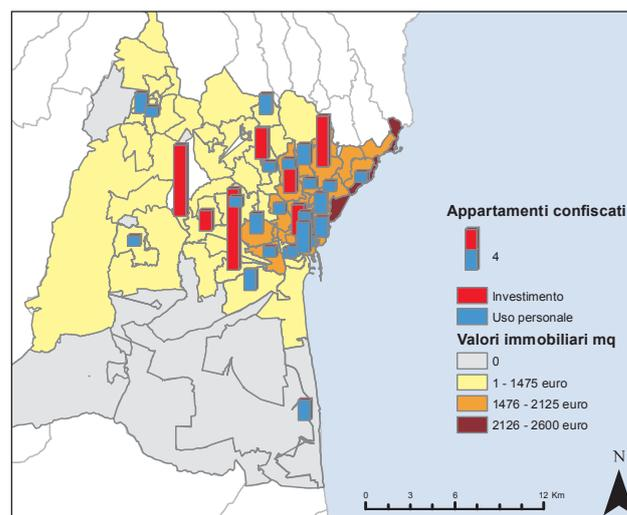 Appartamenti confiscati
4
Investimento
Uso personale
Valori immobiliari mq
0
1 - 1475 euro
1476 - 2125 euro
2126 - 2600 euro
N
0 3 6 12 Km